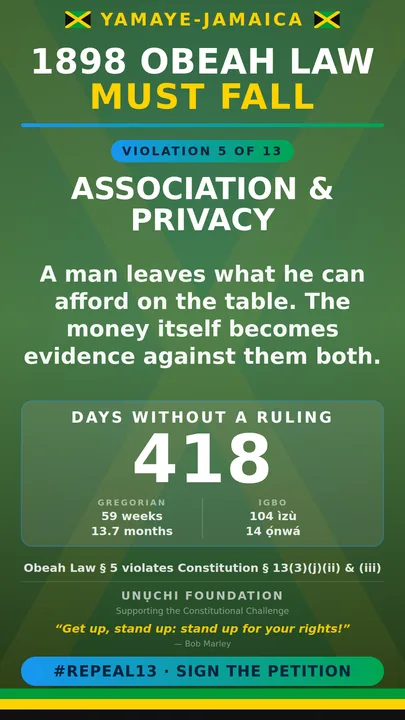 YAMAYE-JAMAICA
1898 OBEAH LAW
MUST FALL
VIOLATION 5 OF 13
ASSOCIATION &
PRIVACY
A man leaves what he can
afford on the table. The
money itself becomes
evidence against them both.
DAYS WITHOUT A RULING
418
GREGORIAN
59 weeks
13.7 months
IGBO
104 ìzù
14 ọ́nwá
Obeah Law § 5 violates Constitution § 13(3)(j)(ii) & (iii)
UNỤCHI FOUNDATION
Supporting the Constitutional Challenge
“Get up, stand up: stand up for your rights!”
— Bob Marley
#REPEAL13 · SIGN THE PETITION